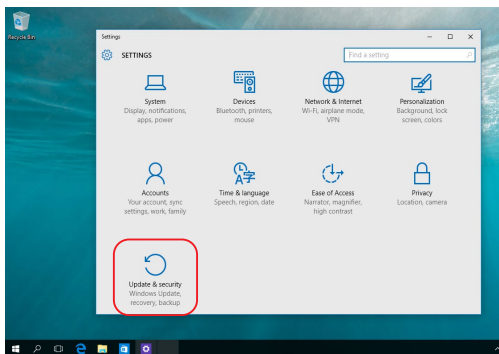 Recycle Bin
Settings
SETTINGS
Find a setting
System
Display, notifications,
apps, power
Devices
Bluetooth, printers,
mouse
Network & Internet
Wi-Fi, airplane mode,
VPN
Personalization
Background, lock
screen, colors
Accounts
Your account, sync
settings, work, family
Time & language
Speech, region, date
Ease of Access
Narrator, magnifier,
high contrast
Privacy
Location, camera
Update & security
Windows Update,
recovery, backup